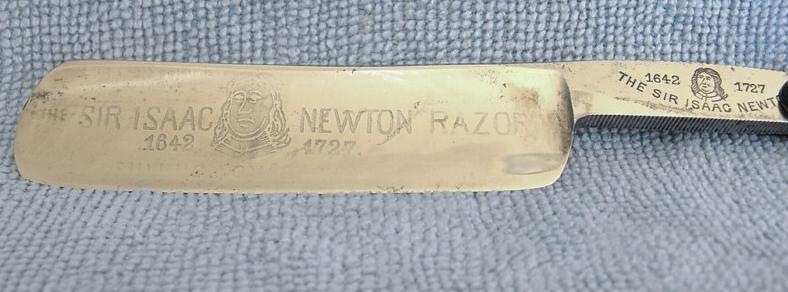 THE SIR ISAAC NEWTON RAZOR
1642 1727
1642 1727
THE SIR ISAAC NEWT